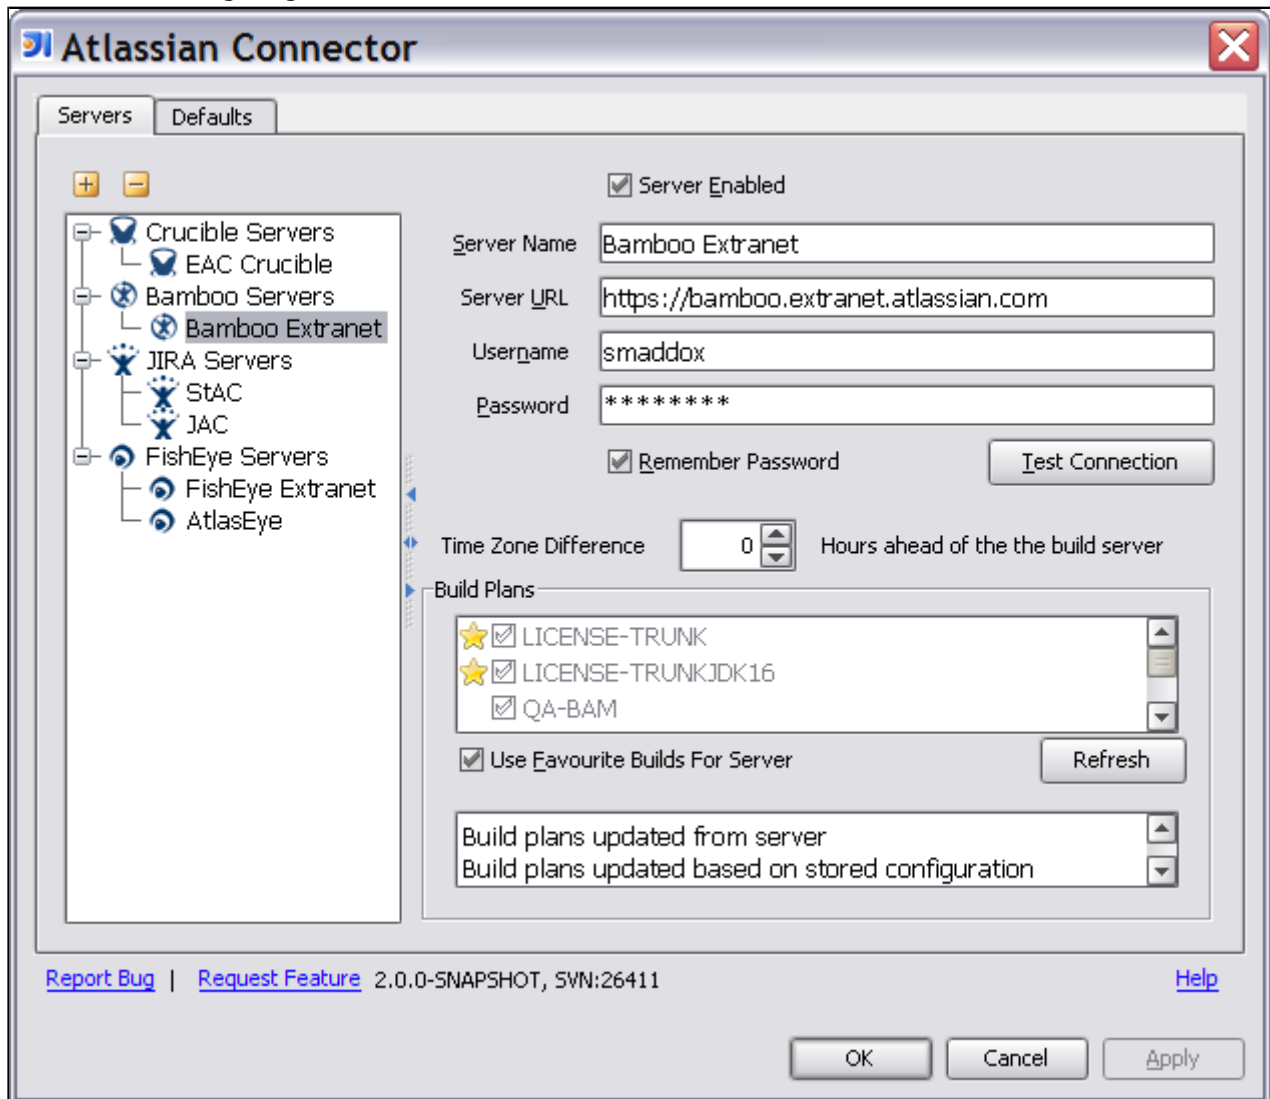 Atlassian Connector
Servers Defaults
Server Enabled
Crucible Servers
EAC Crucible
Bamboo Servers
Bamboo Extranet
JIRA Servers
StAC
JAC
FishEye Servers
FishEye Extranet
AtlasEye
Server Name Bamboo Extranet
Server URL https://bamboo.extranet.atlassian.com
Username smaddox
Password ********
Remember Password Test Connection
Time Zone Difference 0 Hours ahead of the the build server
Build Plans
LICENSE-TRUNK
LICENSE-TRUNKJDK16
QA-BAM
Use Favourite Builds For Server Refresh
Build plans updated from server
Build plans updated based on stored configuration
Report Bug | Request Feature 2.0.0-SNAPSHOT, SVN:26411 Help
OK Cancel Apply